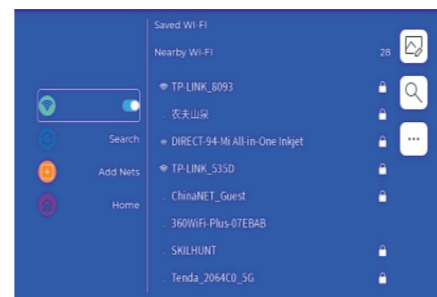 Saved WI-FI
Nearby WI-FI 28
TP-LINK_8093
农夫山泉
Search
DIRECT-94-Mi All-in-One Inkjet
Add Nets
TP-LINK_535D
Home
ChinaNET_Guest
360WiFi-Plus-07EBAB
SKILHUNT
Tenda_2064C0_5G